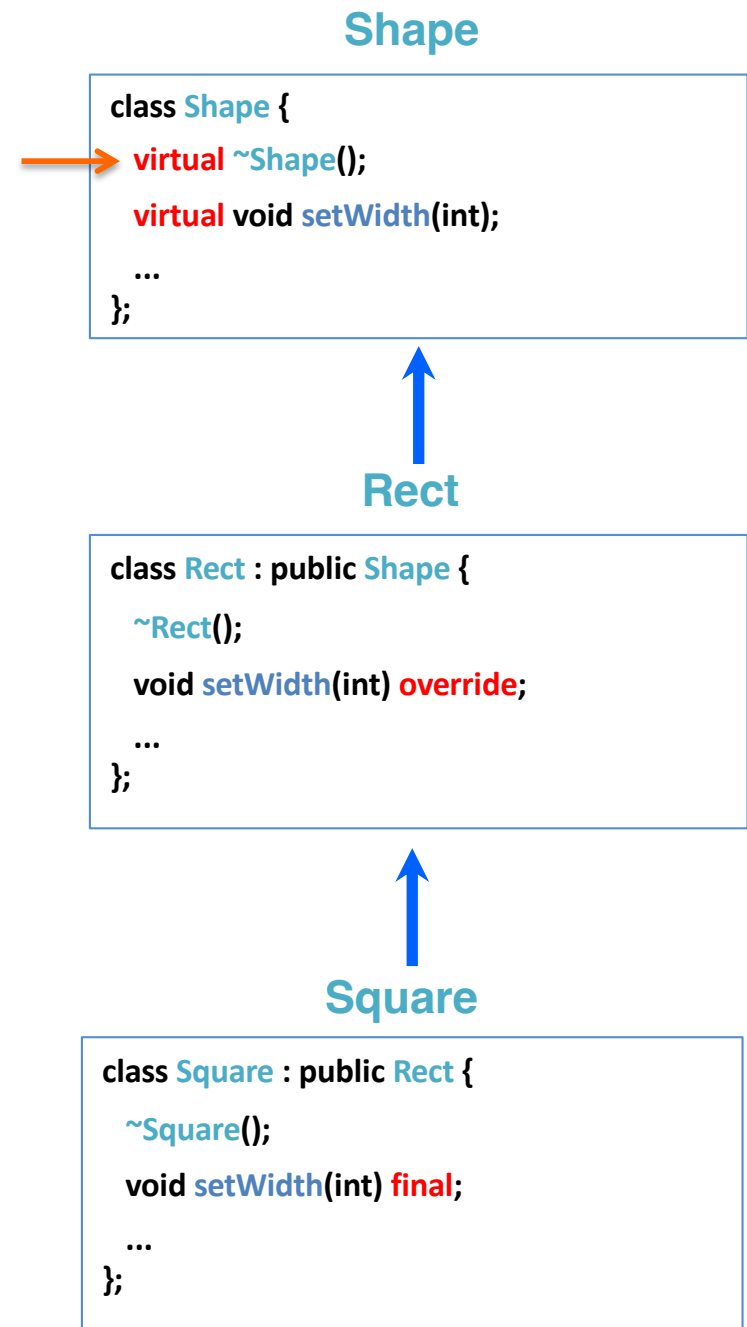 Shape
class Shape {
virtual ~Shape();
virtual void setWidth(int);
...
};
Rect
class Rect : public Shape {
~Rect();
void setWidth(int) override;
...
};
Square
class Square : public Rect {
~Square();
void setWidth(int) final;
...
};